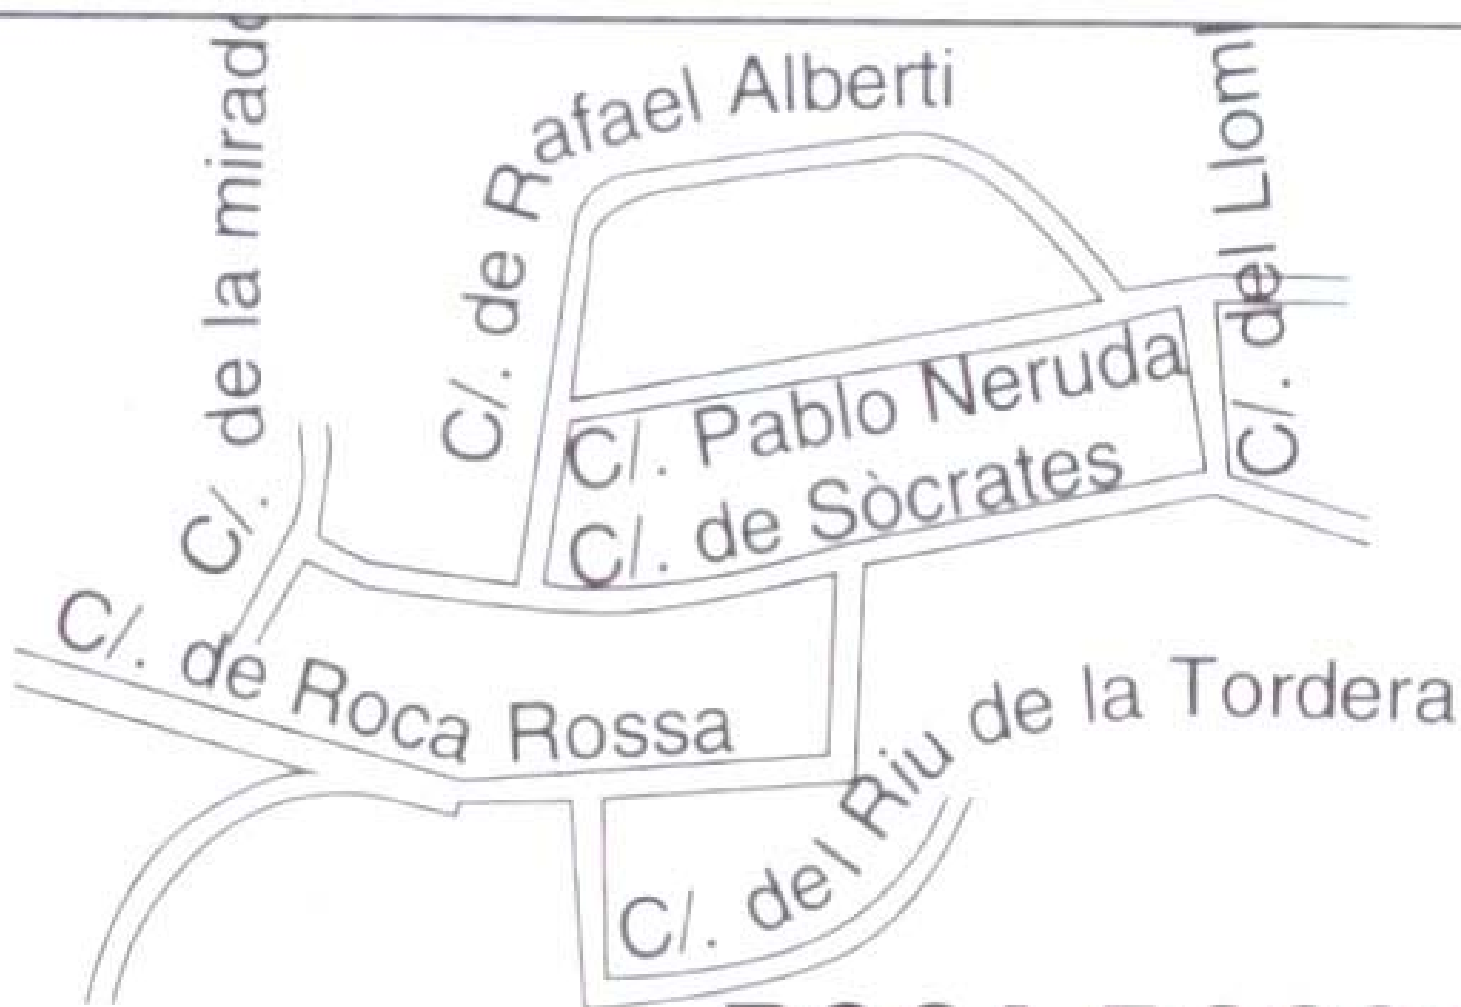 C/. de la mirad
C/. de Rafael Alberti
C/. del Llom
C/. Pablo Neruda
C/. de Sòcrates
C/. de Roca Rossa
C/. del Riu de la Tordera